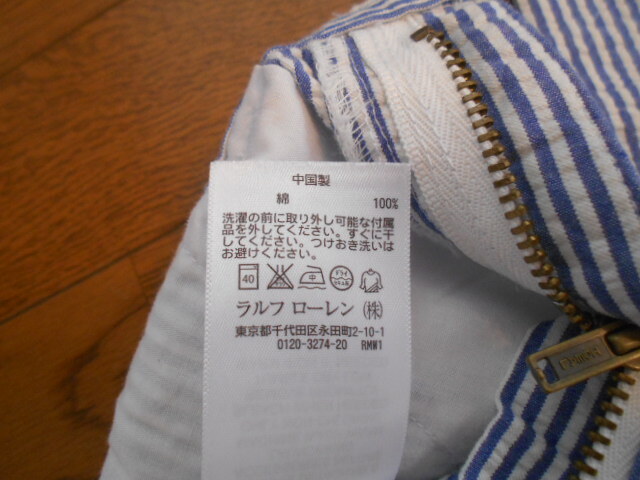 中国製
綿 100%
洗濯の前に取り外し可能な付属
品を外してください。すぐに干
してください。つけおき洗いは
お避けください。
40 中 ドライ
ラルフ ローレン (株)
東京都千代田区永田町2-10-1
0120-3274-20 RMW1